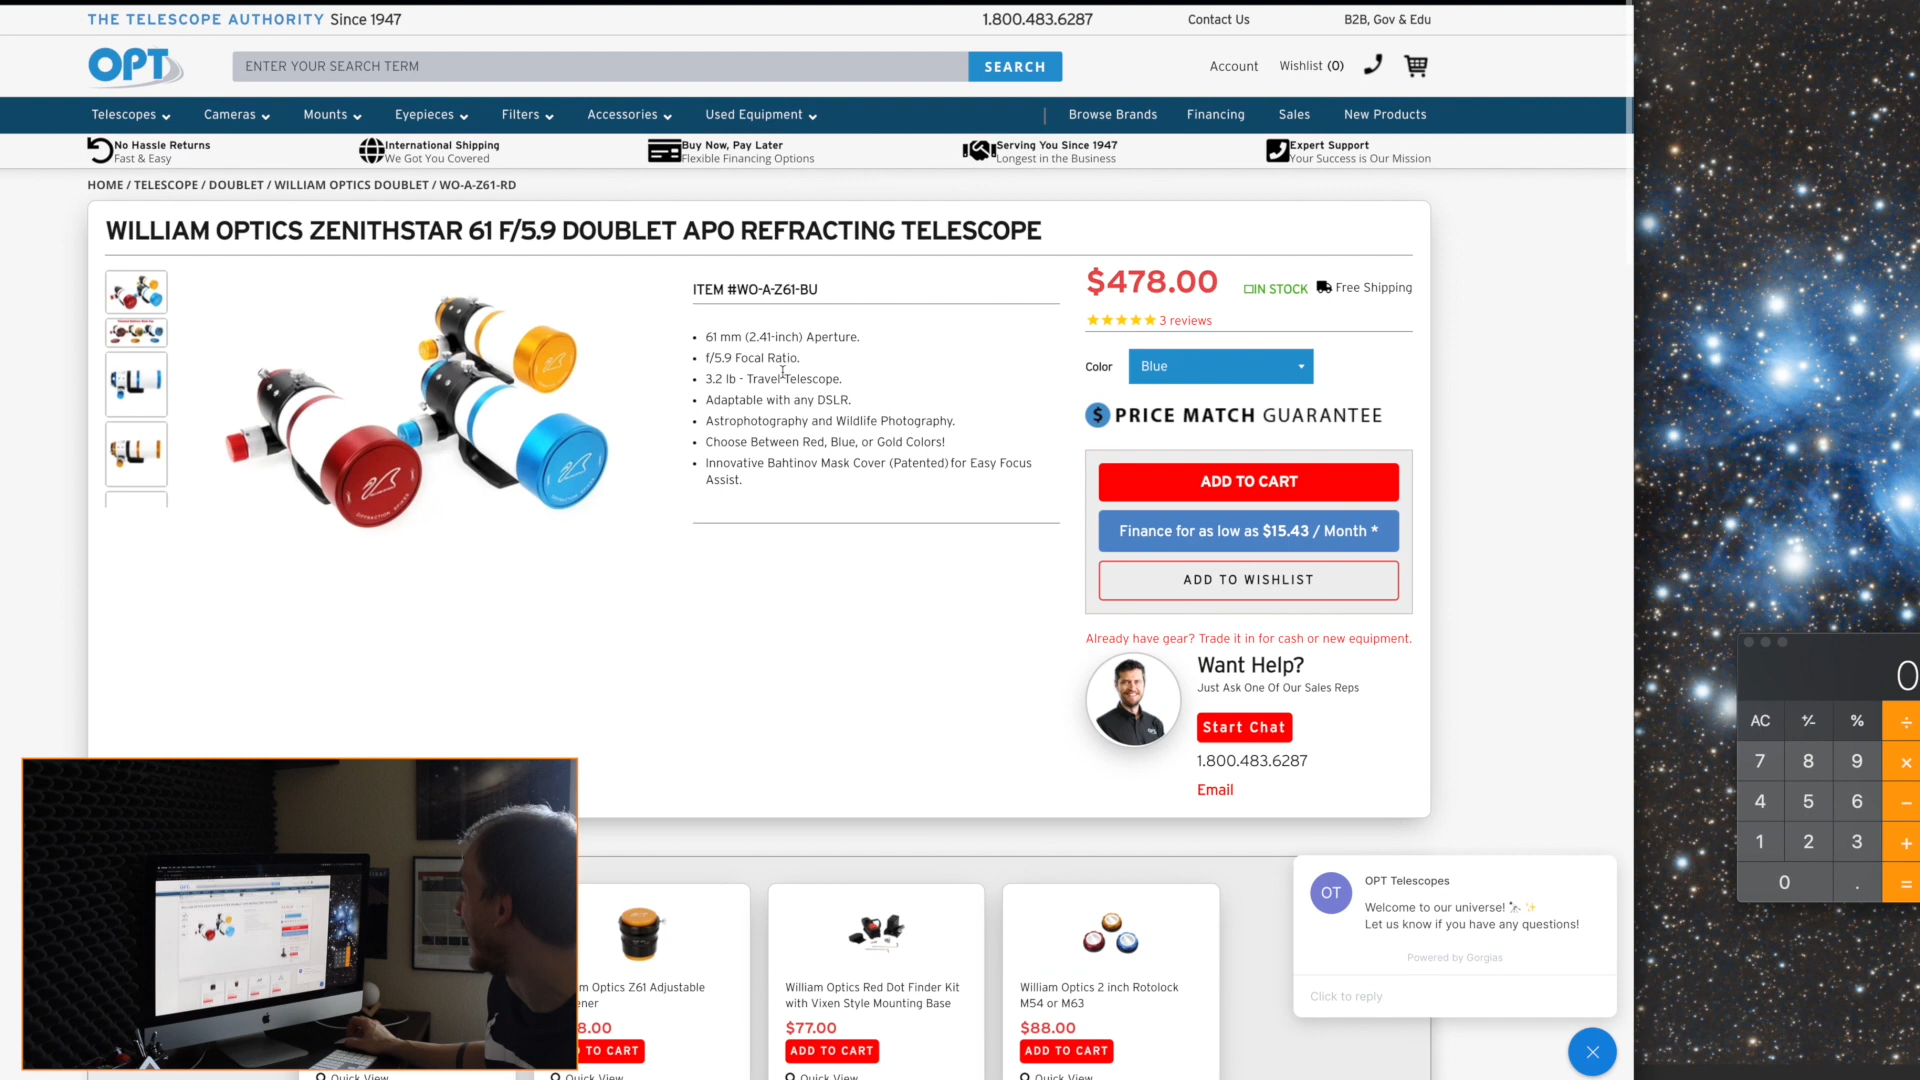 THE TELESCOPE AUTHORITY Since 1947
1.800.483.6287
Contact Us
B2B, Gov & Edu
OPT
ENTER YOUR SEARCH TERM
SEARCH
Account
Wishlist (0)
Telescopes
Cameras
Mounts
Eyepieces
Filters
Accessories
Used Equipment
Browse Brands
Financing
Sales
New Products
No Hassle Returns
Fast & Easy
International Shipping
We Got You Covered
Buy Now, Pay Later
Flexible Financing Options
Serving You Since 1947
Longest in the Business
Expert Support
Your Success is Our Mission
HOME / TELESCOPE / DOUBLET / WILLIAM OPTICS DOUBLET / WO-A-Z61-RD
WILLIAM OPTICS ZENITHSTAR 61 F/5.9 DOUBLET APO REFRACTING TELESCOPE
ITEM #WO-A-Z61-BU
• 61 mm (2.41-inch) Aperture.
• f/5.9 Focal Ratio.
• 3.2 lb - Travel Telescope.
• Adaptable with any DSLR.
• Astrophotography and Wildlife Photography.
• Choose Between Red, Blue, or Gold Colors!
• Innovative Bahtinov Mask Cover (Patented) for Easy Focus
Assist.
$478.00
IN STOCK
Free Shipping
3 reviews
Color
Blue
$ PRICE MATCH GUARANTEE
ADD TO CART
Finance for as low as $15.43 / Month *
ADD TO WISHLIST
Already have gear? Trade it in for cash or new equipment.
Want Help?
Just Ask One Of Our Sales Reps
Start Chat
1.800.483.6287
Email
m Optics Z61 Adjustable
ener
8.00
TO CART
Quick View
William Optics Red Dot Finder Kit
with Vixen Style Mounting Base
$77.00
ADD TO CART
Quick View
William Optics 2 inch Rotolock
M54 or M63
$88.00
ADD TO CART
Quick View
Quick View
OT
OPT Telescopes
Welcome to our universe!
Let us know if you have any questions!
Powered by Gorgias
Click to reply
0
AC +/- % ÷
7 8 9 ×
4 5 6 −
1 2 3 +
0 . =